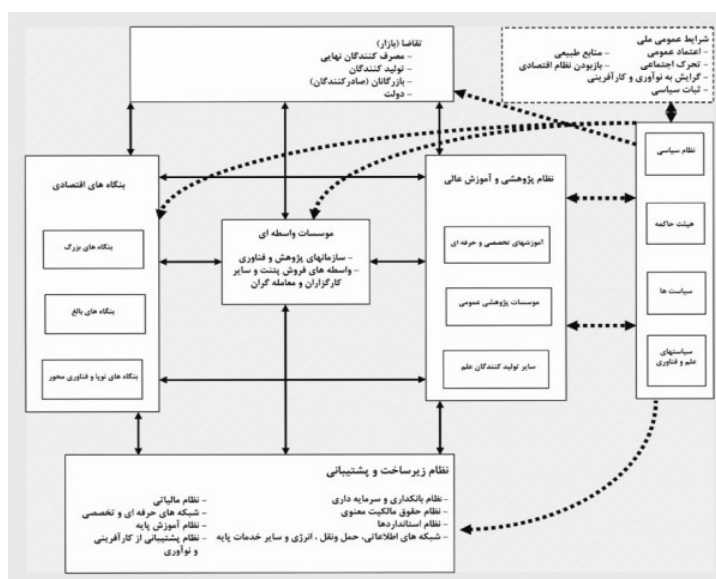 تقاضا (بازار)
– مصرف کنندگان نهایی
– تولید کنندگان
– بازرگانان (صادرکنندگان)
– دولت
شرایط عمومی ملی
– اعتماد عمومی
– منابع طبیعی
– تحرک اجتماعی
– بازبودن نظام اقتصادی
– گرایش به نوآوری و کارآفرینی
– ثبات سیاسی
بنگاه های اقتصادی
بنگاه های بزرگ
بنگاه های بالغ
بنگاه های نوپا و فناوری محور
موسسات واسطه ای
– سازمانهای پژوهش و فناوری
– واسطه های فروش پتنت و سایر
کارگزاران و معامله گران
نظام پژوهشی و آموزش عالی
آموزشهای تخصصی و حرفه ای
موسسات پژوهشی عمومی
سایر تولید کنندگان علم
نظام سیاسی
هیئت حاکمه
سیاست ها
سیاستهای
علم و فناوری
نظام زیرساخت و پشتیبانی
– نظام بانکداری و سرمایه داری
– نظام حقوق مالکیت معنوی
– نظام استانداردها
– شبکه های اطلاعاتی، حمل ونقل ، انرژی و سایر خدمات پایه
– نظام مالیاتی
– شبکه های حرفه ای و تخصصی
– نظام آموزش پایه
– نظام پشتیبانی از کارآفرینی
و نوآوری